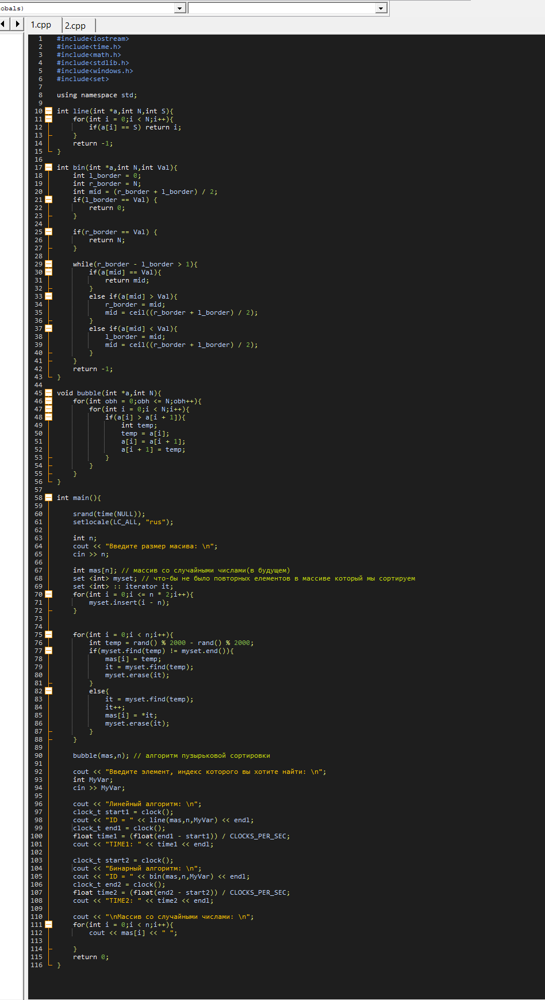 obals)
1.cpp 2.cpp
1 #include<iostream>
2 #include<time.h>
3 #include<math.h>
4 #include<stdlib.h>
5 #include<windows.h>
6 #include<set>
7
8 using namespace std;
9
10 int line(int *a,int N,int S){
11 for(int i = 0;i < N;i++){
12 if(a[i] == S) return i;
13 }
14 return -1;
15 }
16
17 int bin(int *a,int N,int Val){
18 int l_border = 0;
19 int r_border = N;
20 int mid = (r_border + l_border) / 2;
21 if(l_border == Val) {
22 return 0;
23 }
24
25 if(r_border == Val) {
26 return N;
27 }
28
29 while(r_border - l_border > 1){
30 if(a[mid] == Val){
31 return mid;
32 }
33 else if(a[mid] > Val){
34 r_border = mid;
35 mid = ceil((r_border + l_border) / 2);
36 }
37 else if(a[mid] < Val){
38 l_border = mid;
39 mid = ceil((r_border + l_border) / 2);
40 }
41 }
42 return -1;
43 }
44
45 void bubble(int *a,int N){
46 for(int obh = 0;obh <= N;obh++){
47 for(int i = 0;i < N;i++){
48 if(a[i] > a[i + 1]){
49 int temp;
50 temp = a[i];
51 a[i] = a[i + 1];
52 a[i + 1] = temp;
53 }
54 }
55 }
56 }
57
58 int main(){
59
60 srand(time(NULL));
61 setlocale(LC_ALL, "rus");
62
63 int n;
64 cout << "Введите размер масива: \n";
65 cin >> n;
66
67 int mas[n]; // массив со случайными числами(в будущем)
68 set <int> myset; // что-бы не было повторных елементов в массиве который мы сортируем
69 set <int> :: iterator it;
70 for(int i = 0;i <= n * 2;i++){
71 myset.insert(i - n);
72 }
73
74
75 for(int i = 0;i < n;i++){
76 int temp = rand() % 2000 - rand() % 2000;
77 if(myset.find(temp) != myset.end()){
78 mas[i] = temp;
79 it = myset.find(temp);
80 myset.erase(it);
81 }
82 else{
83 it = myset.find(temp);
84 it++;
85 mas[i] = *it;
86 myset.erase(it);
87 }
88 }
89
90 bubble(mas,n); // алгоритм пузырьковой сортировки
91
92 cout << "Введите элемент, индекс которого вы хотите найти: \n";
93 int MyVar;
94 cin >> MyVar;
95
96 cout << "Линейный алгоритм: \n";
97 clock_t start1 = clock();
98 cout << "ID = " << line(mas,n,MyVar) << endl;
99 clock_t end1 = clock();
100 float time1 = (float(end1 - start1)) / CLOCKS_PER_SEC;
101 cout << "TIME1: " << time1 << endl;
102
103 clock_t start2 = clock();
104 cout << "Бинарный алгоритм: \n";
105 cout << "ID = " << bin(mas,n,MyVar) << endl;
106 clock_t end2 = clock();
107 float time2 = (float(end2 - start2)) / CLOCKS_PER_SEC;
108 cout << "TIME2: " << time2 << endl;
109
110 cout << "\nМассив со случайными числами: \n";
111 for(int i = 0;i < n;i++){
112 cout << mas[i] << " ";
113
114 }
115 return 0;
116 }